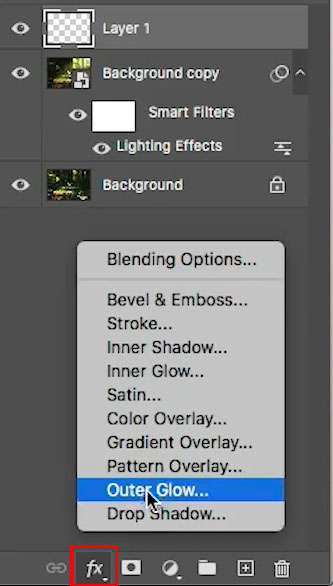 Layer 1
Background copy
Smart Filters
Lighting Effects
Background
Blending Options...
Bevel & Emboss...
Stroke...
Inner Shadow...
Inner Glow...
Satin...
Color Overlay...
Gradient Overlay...
Pattern Overlay...
Outer Glow...
Drop Shadow...
fx